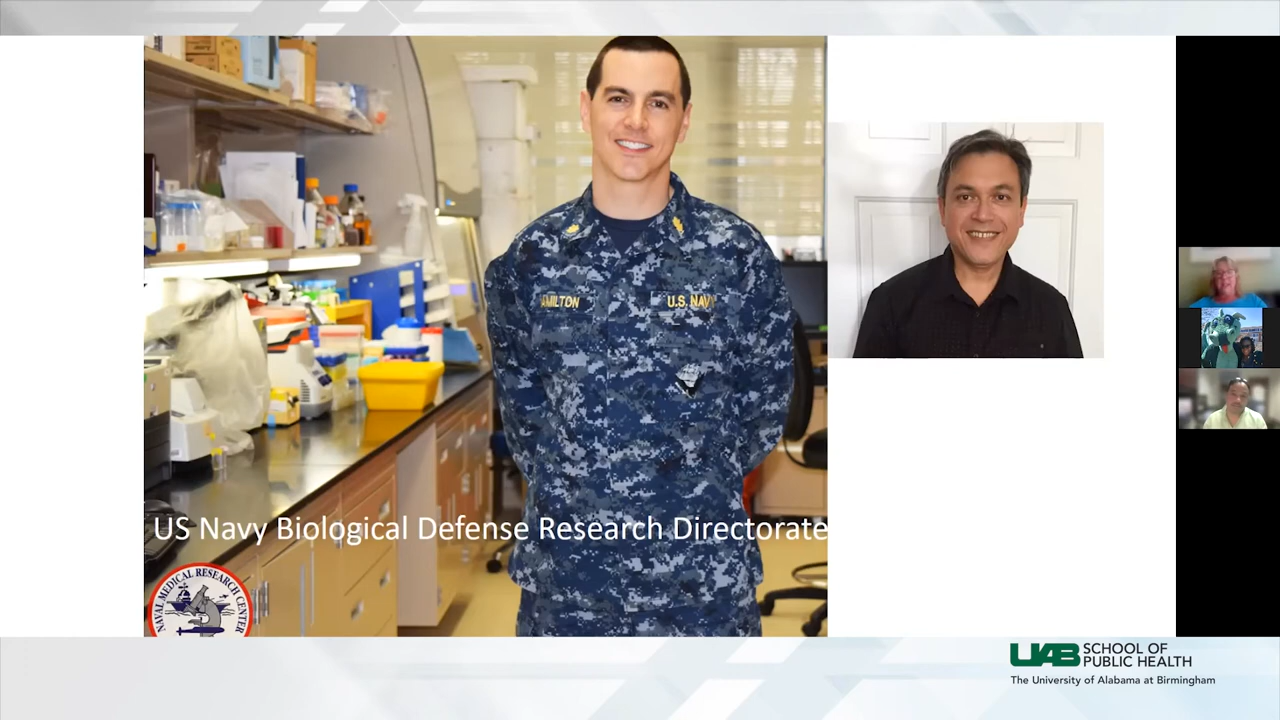 AMILTON
U.S. NAVY
US Navy Biological Defense Research Directorate
NAVAL MEDICAL RESEARCH CENTER
UAB SCHOOL OF
PUBLIC HEALTH
The University of Alabama at Birmingham